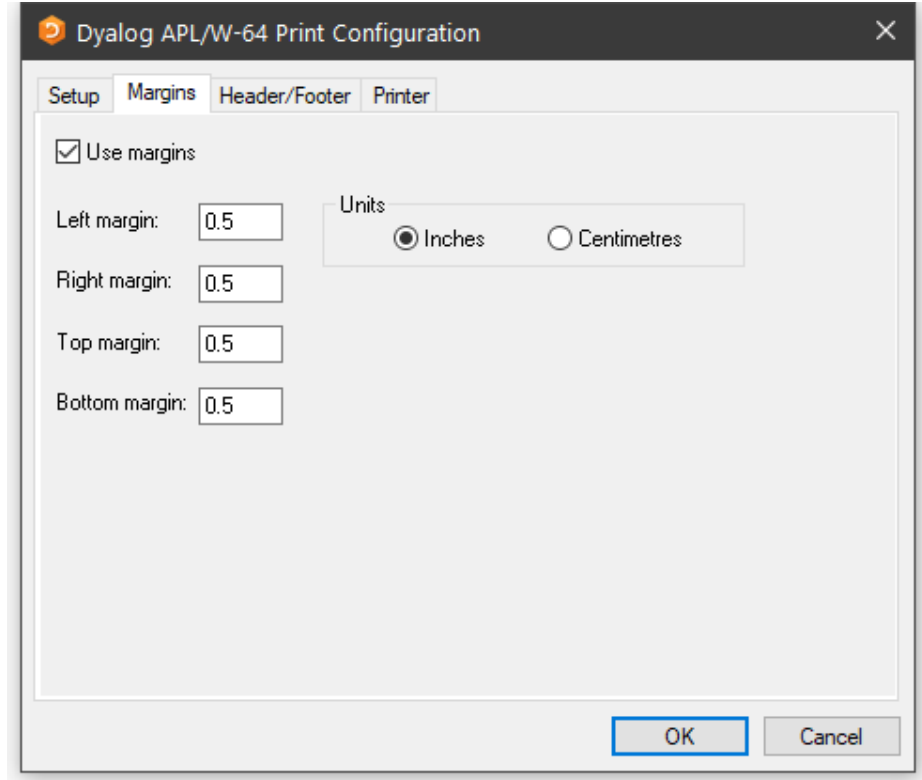 Dyalog APL/W-64 Print Configuration
Setup Margins Header/Footer Printer
Use margins
Units
Left margin: 0.5 Inches Centimetres
Right margin: 0.5
Top margin: 0.5
Bottom margin: 0.5
OK Cancel